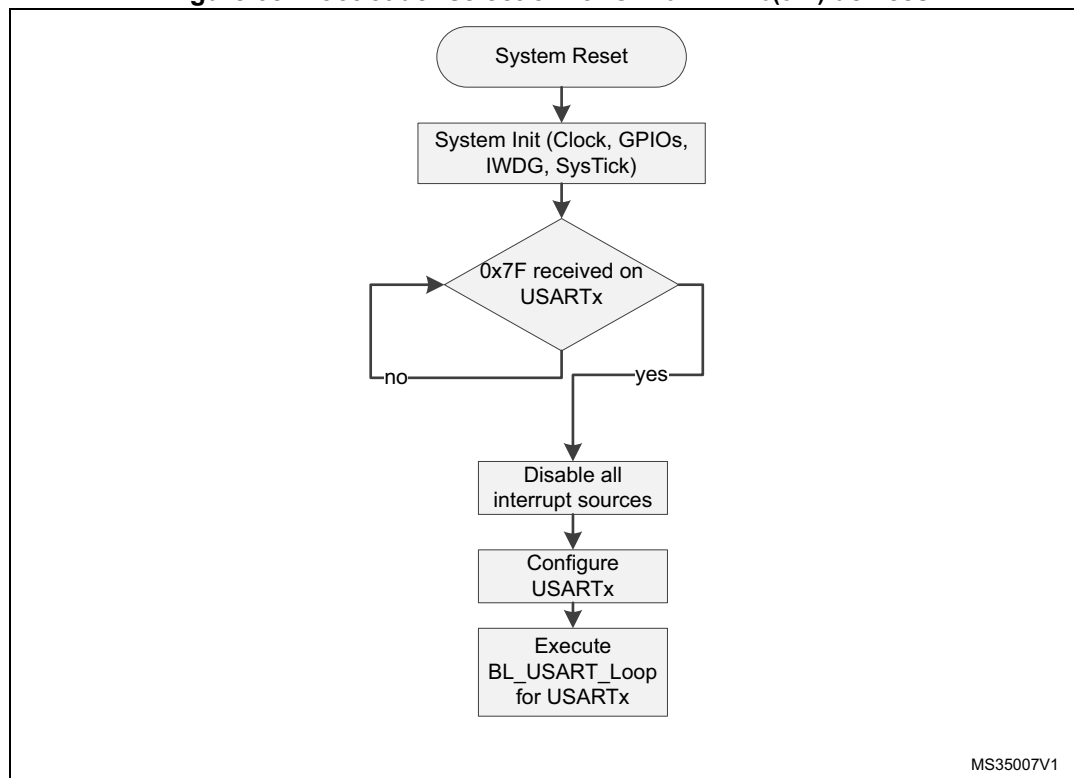 System Reset
System Init (Clock, GPIOs,
IWDG, SysTick)
0x7F received on
USARTx
no
yes
Disable all
interrupt sources
Configure
USARTx
Execute
BL_USART_Loop
for USARTx
MS35007V1